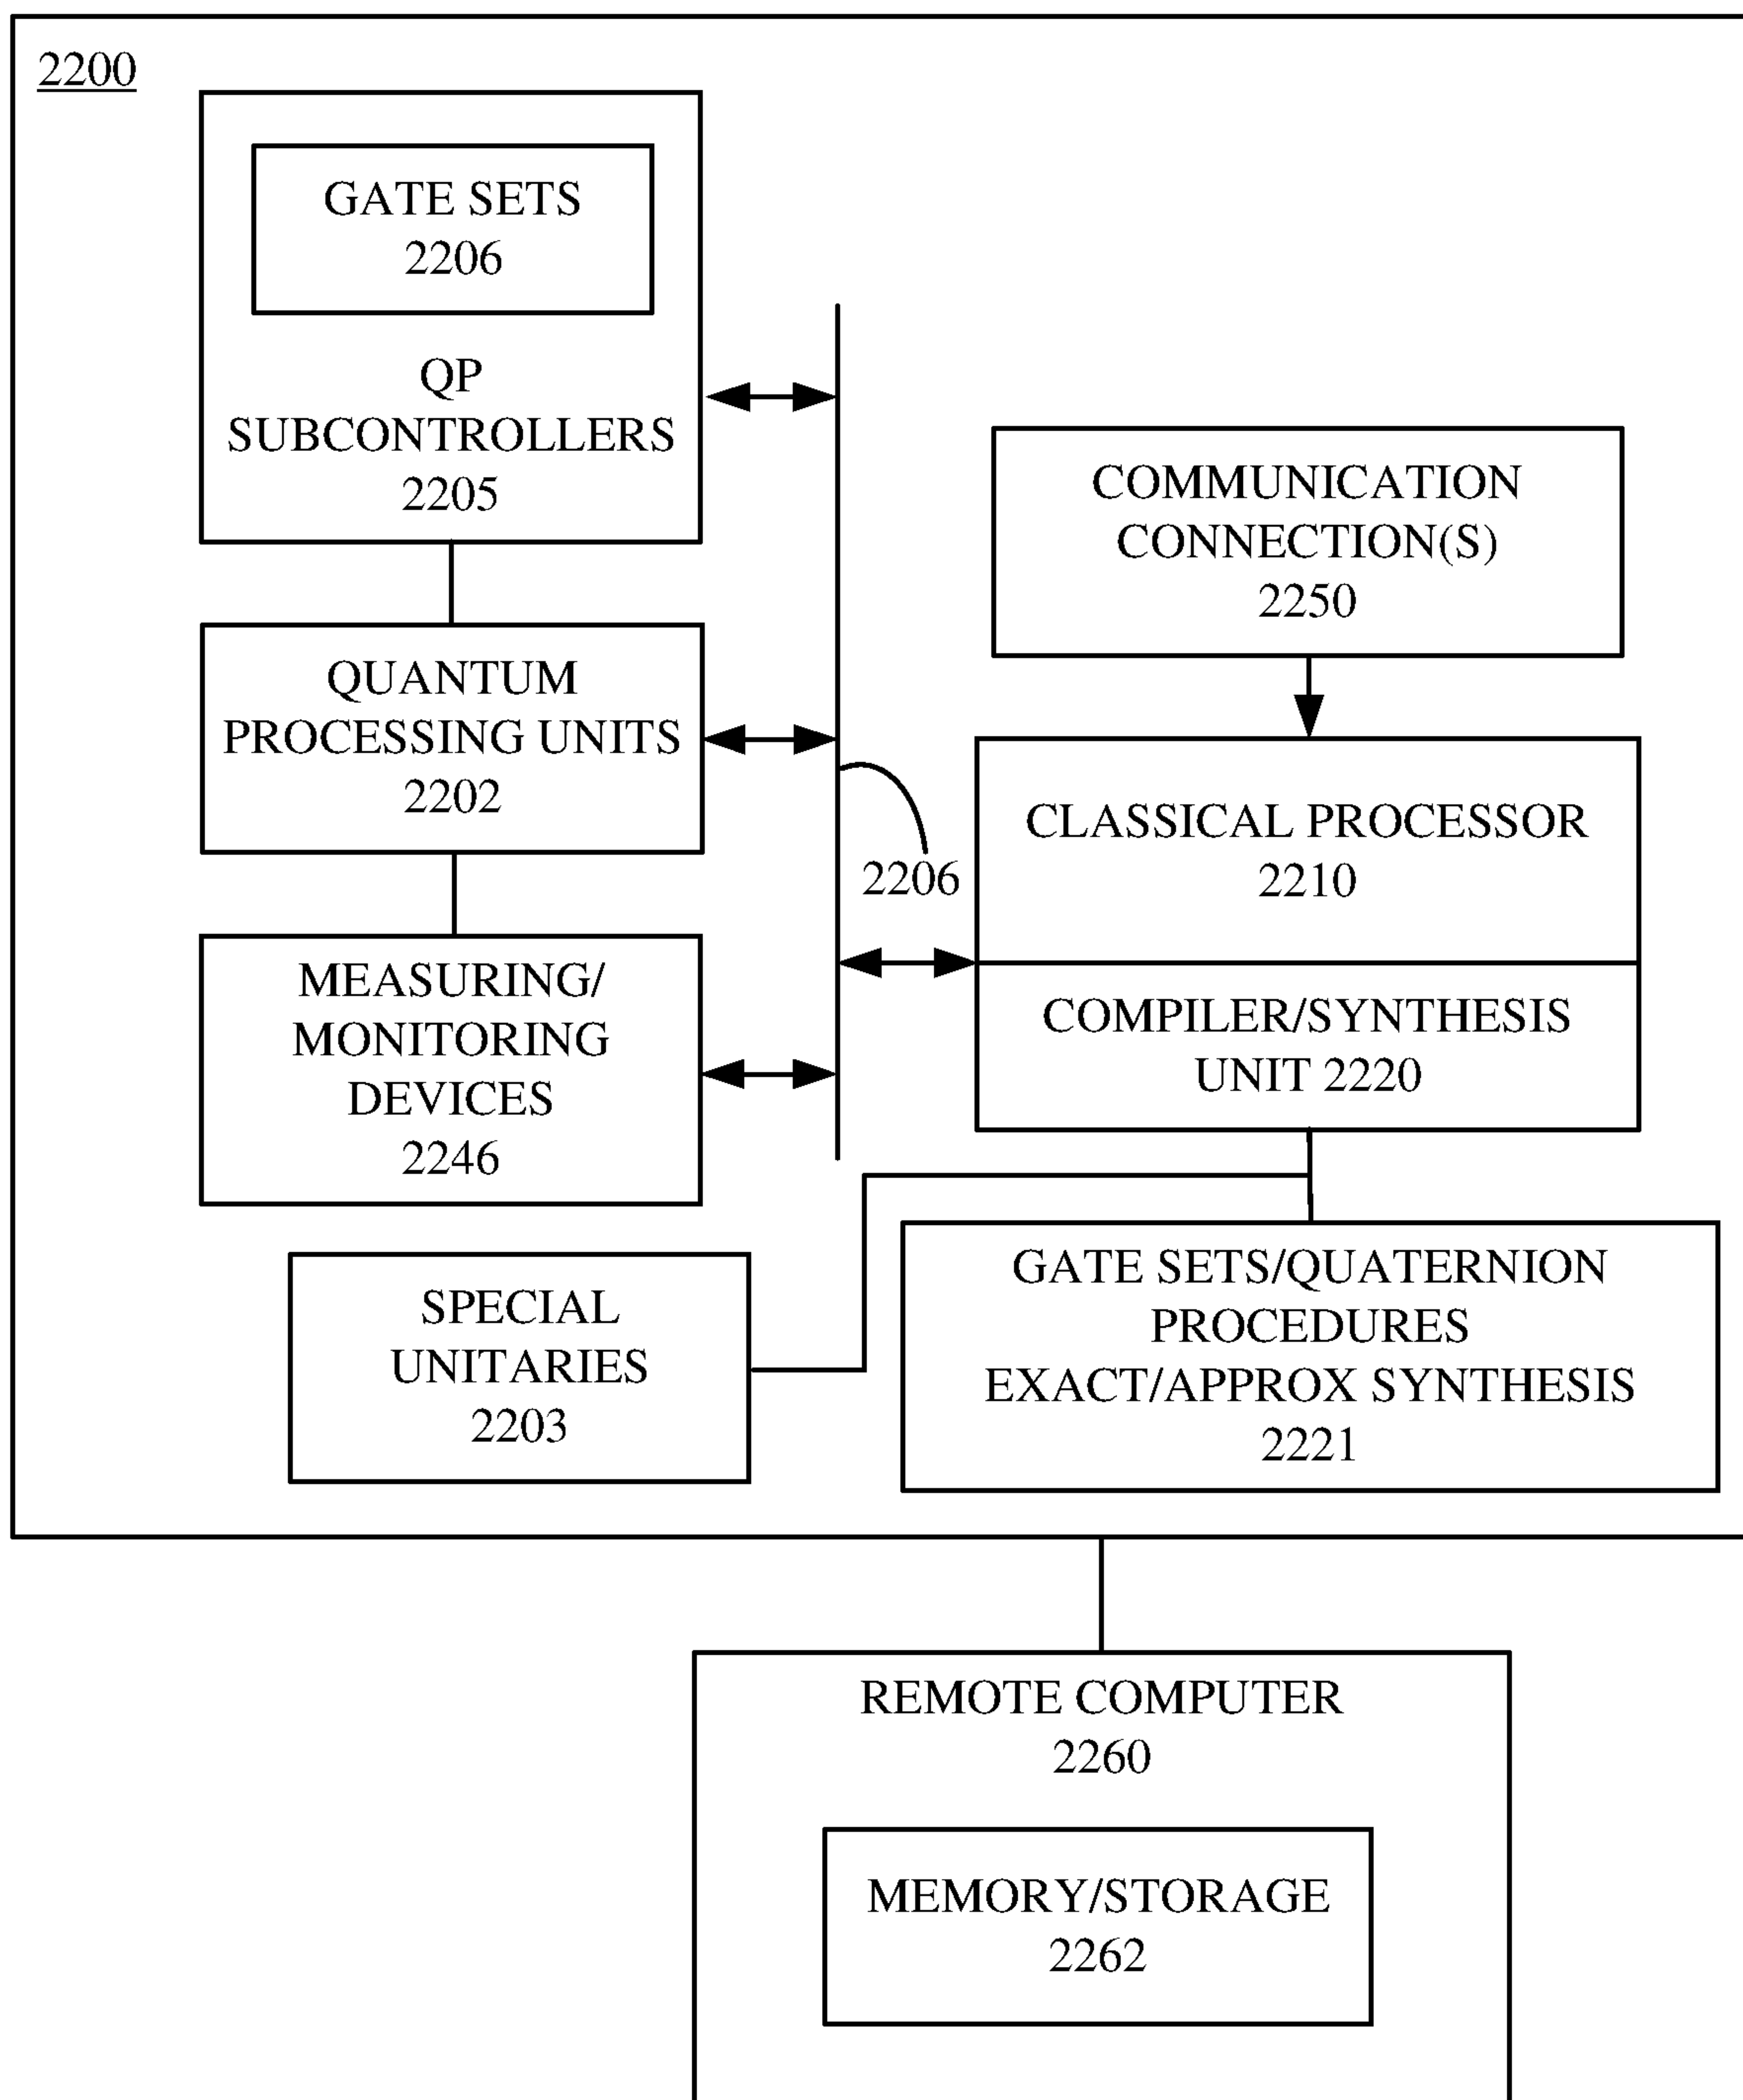 2200
GATE SETS
2206
QP
SUBCONTROLLERS
2205
QUANTUM
PROCESSING UNITS
2202
MEASURING/
MONITORING
DEVICES
2246
SPECIAL
UNITARIES
2203
2206
COMMUNICATION
CONNECTION(S)
2250
CLASSICAL PROCESSOR
2210
COMPILER/SYNTHESIS
UNIT 2220
GATE SETS/QUATERNION
PROCEDURES
EXACT/APPROX SYNTHESIS
2221
REMOTE COMPUTER
2260
MEMORY/STORAGE
2262